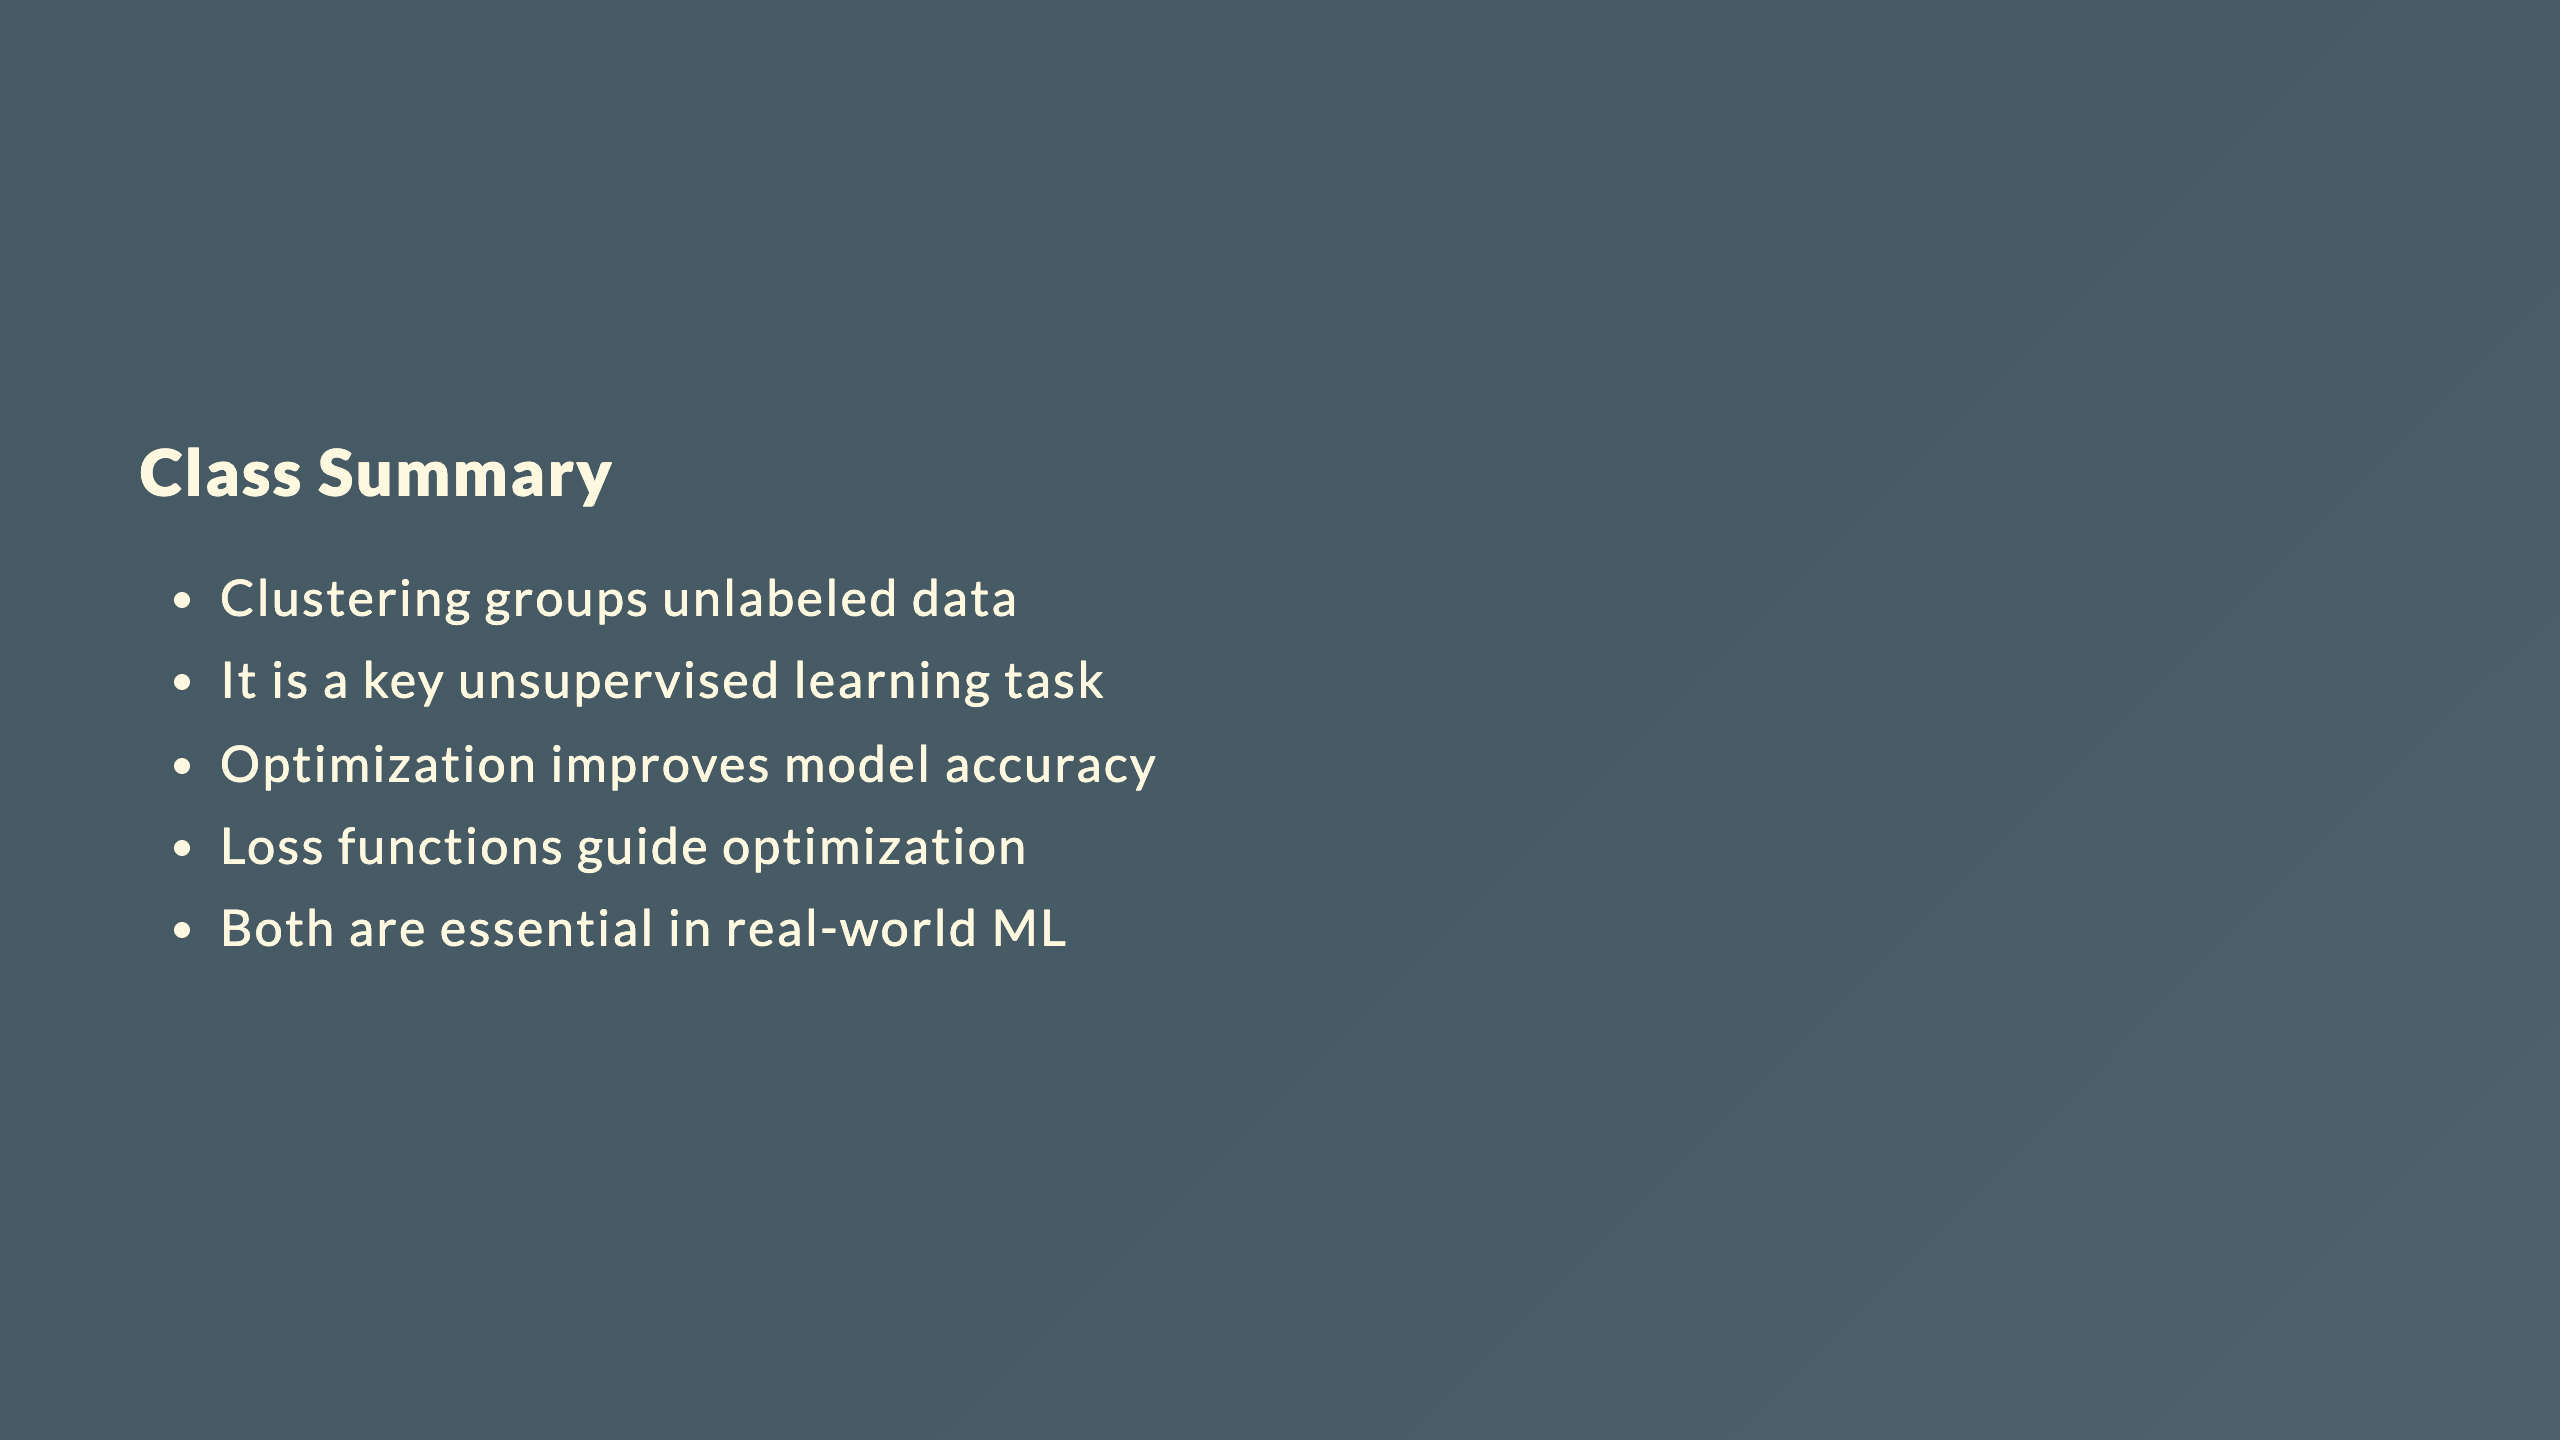 Class Summary
• Clustering groups unlabeled data
• It is a key unsupervised learning task
• Optimization improves model accuracy
• Loss functions guide optimization
• Both are essential in real-world ML